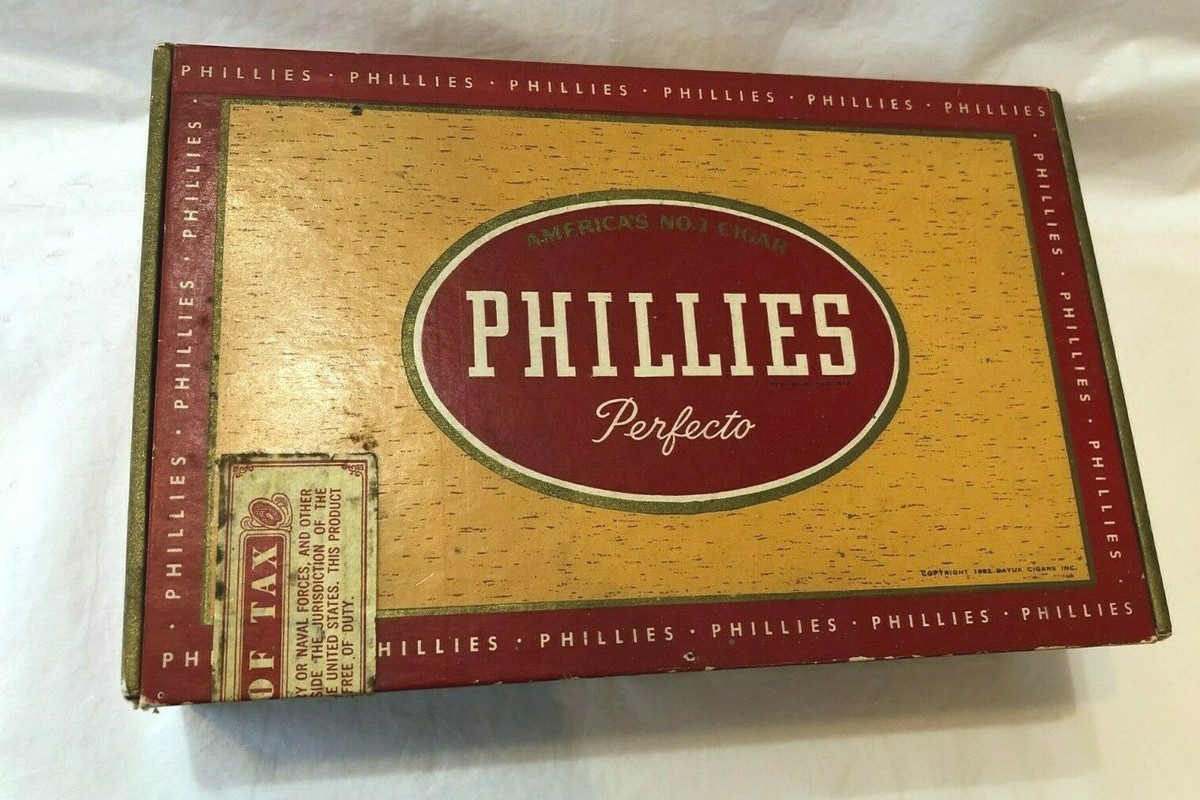 PHILLIES · PHILLIES · PHILLIES · PHILLIES · PHILLIES · PHILLIES
· PHILLIES · PHILLIES · PHILLIES · PHILLIES ·
AMERICA'S NO.1 CIGAR
PHILLIES
Perfecto
· PHILLIES · PHILLIES · PHILLIES ·
COPYRIGHT 1952 BAYUK CIGARS INC.
OF TAX
Y OR NAVAL FORCES, AND OTHER
SIDE THE JURISDICTION OF THE
E UNITED STATES. THIS PRODUCT
FREE OF DUTY.
PH
HILLIES · PHILLIES · PHILLIES · PHILLIES · PHILLIES